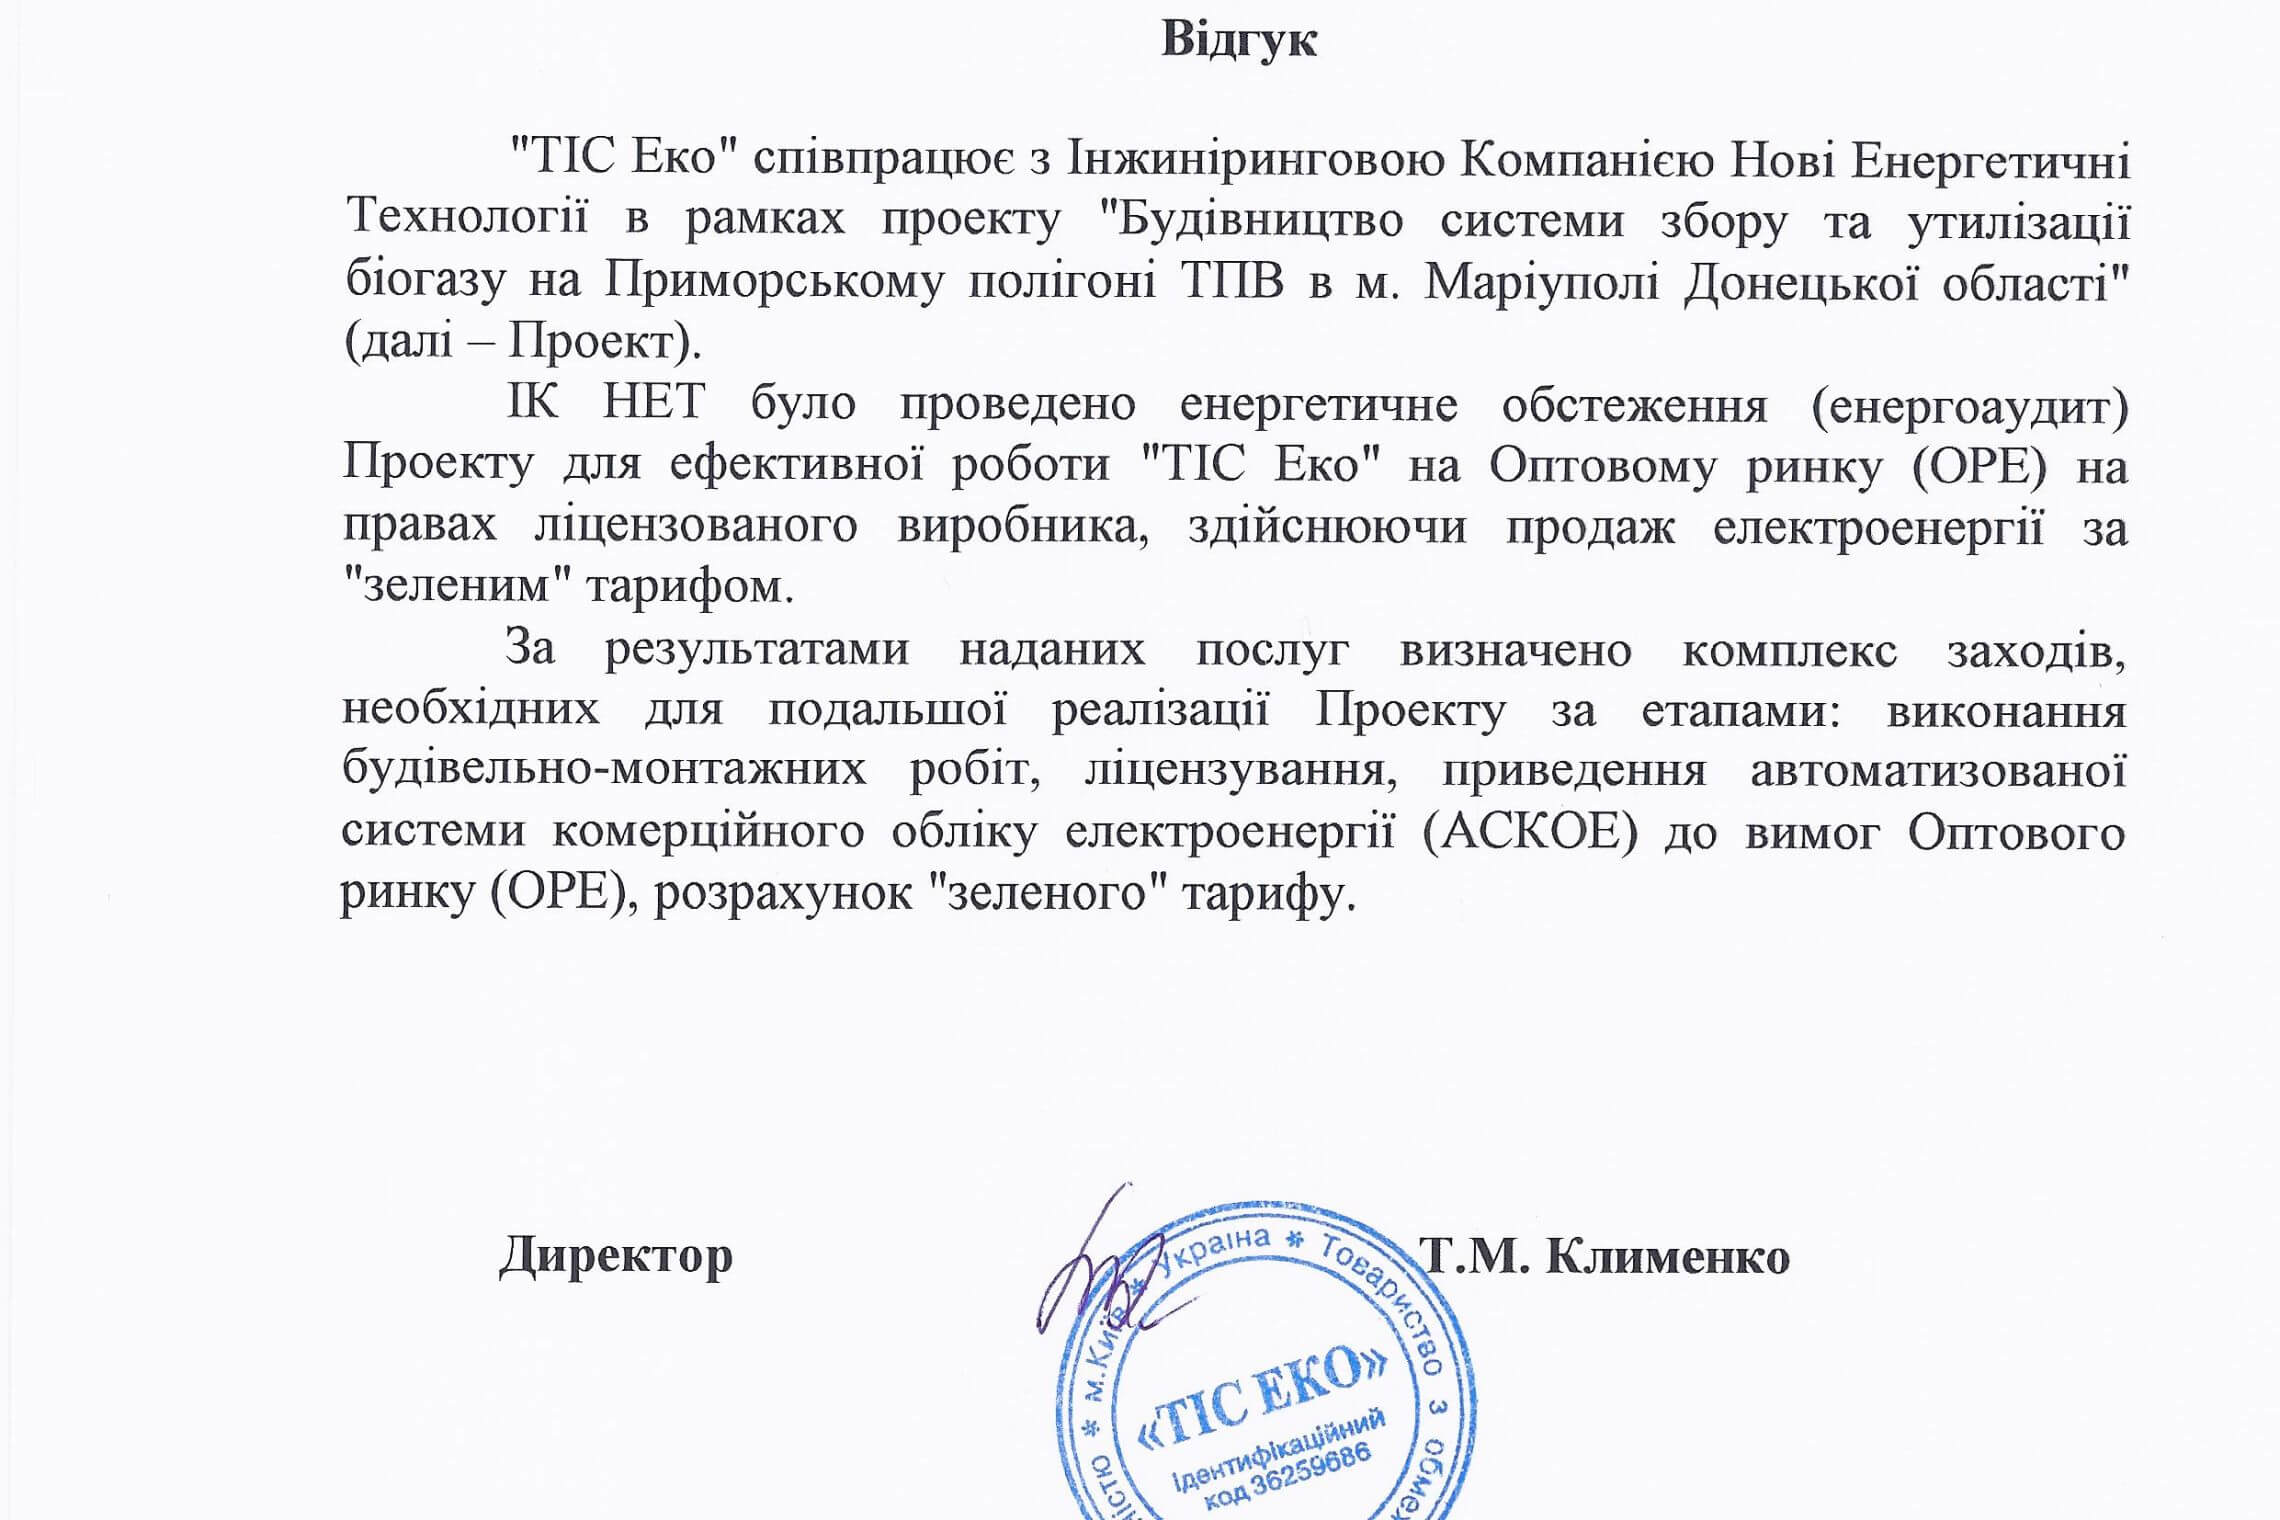 Відгук
"ТІС Еко" співпрацює з Інжиніринговою Компанією Нові Енергетичні
Технології в рамках проекту "Будівництво системи збору та утилізації
біогазу на Приморському полігоні ТПВ в м. Маріуполі Донецької області"
(далі – Проект).
ІК НЕТ було проведено енергетичне обстеження (енергоаудит)
Проекту для ефективної роботи "ТІС Еко" на Оптовому ринку (ОРЕ) на
правах ліцензованого виробника, здійснюючи продаж електроенергії за
"зеленим" тарифом.
За результатами наданих послуг визначено комплекс заходів,
необхідних для подальшої реалізації Проекту за етапами: виконання
будівельно-монтажних робіт, ліцензування, приведення автоматизованої
системи комерційного обліку електроенергії (АСКОЕ) до вимог Оптового
ринку (ОРЕ), розрахунок "зеленого" тарифу.
Директор
Т.М. Клименко
м.Київ * Україна * Товариство з обмеж
«ТІС ЕКО»
Ідентифікаційний
код 36259686